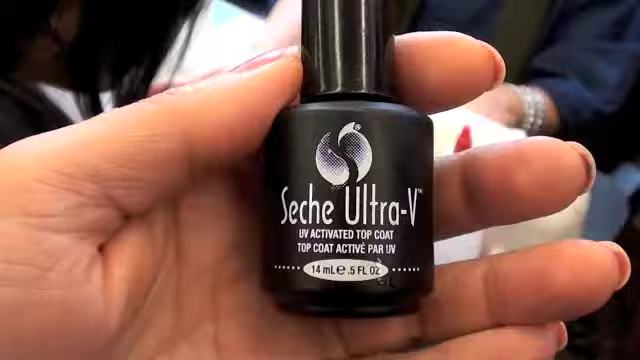 Seche Ultra-V™
UV ACTIVATED TOP COAT
TOP COAT ACTIVÉ PAR UV
14 mL e .5 FL OZ